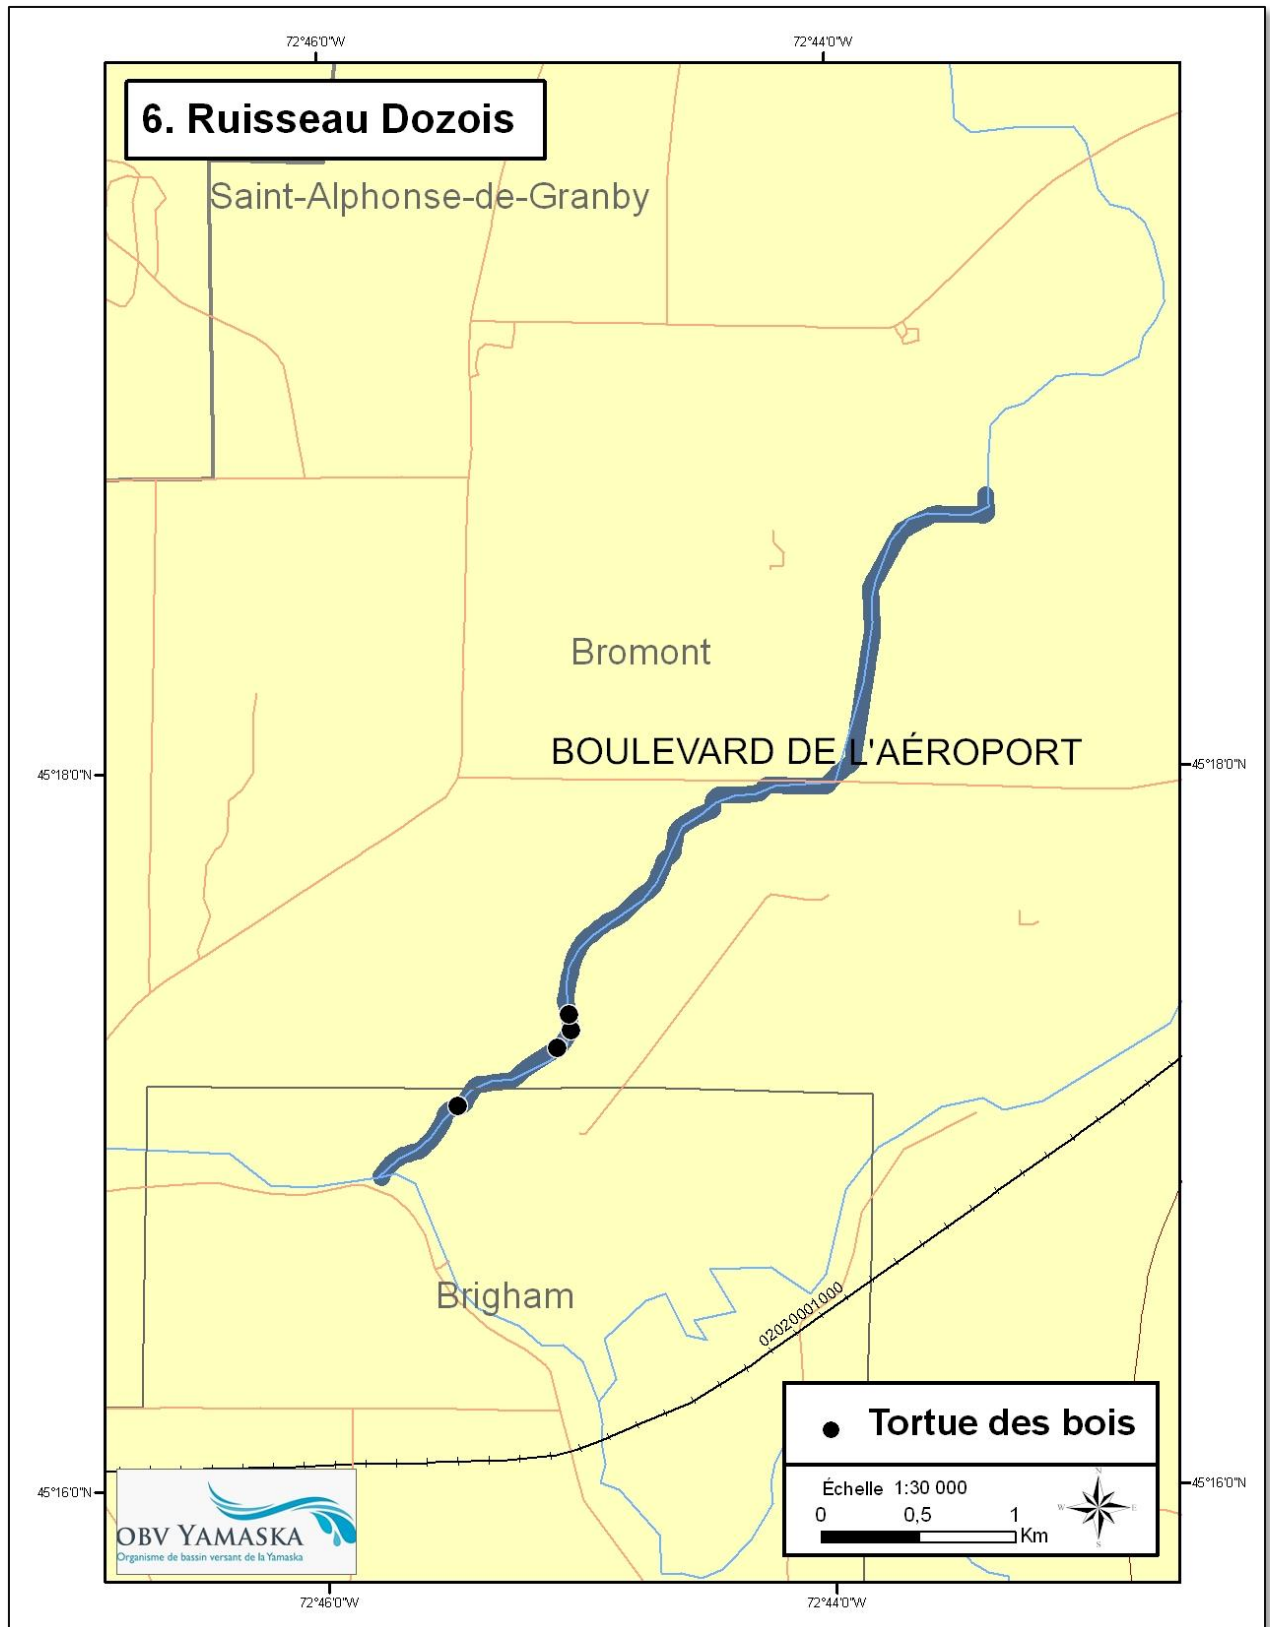 72°46'0"W
72°44'0"W
6. Ruisseau Dozois
Saint-Alphonse-de-Granby
Bromont
BOULEVARD DE L'AÉROPORT
45°18'0"N
45°18'0"N
Brigham
02020001000
Tortue des bois
Échelle 1:30 000
0 0,5 1
Km
N
W E
S
45°16'0"N
45°16'0"N
OBV YAMASKA
Organisme de bassin versant de la Yamaska
72°46'0"W
72°44'0"W